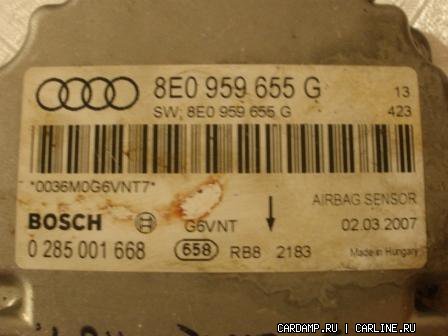 8E0 959 655 G
13
SW: 8E0 959 655 G
423
*0036M0G6VNT7*
AIRBAG SENSOR
BOSCH G6VNT 02.03.2007
0 285 001 668 658 RB8 2183 Made in Hungary
CARDAMP.RU | CARLINE.RU